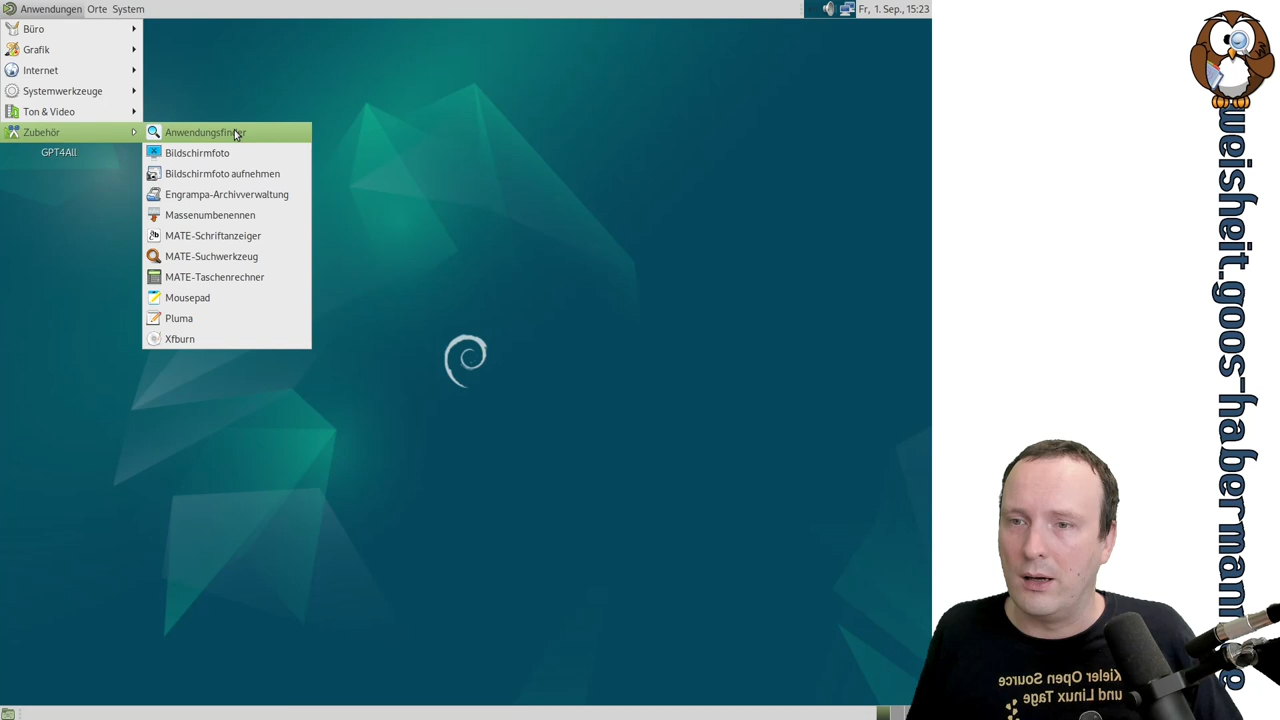 Anwendungen Orte System
Fr, 1. Sep., 15:23
Büro
Grafik
Internet
Systemwerkzeuge
Ton & Video
Zubehör
GPT4All
Anwendungsfinder
Bildschirmfoto
Bildschirmfoto aufnehmen
Engrampa-Archivverwaltung
Massenumbenennen
MATE-Schriftanzeiger
MATE-Suchwerkzeug
MATE-Taschenrechner
Mousepad
Pluma
Xfburn
weisheit.goos-habermann.
Kieler Open Source
und Linux Tage